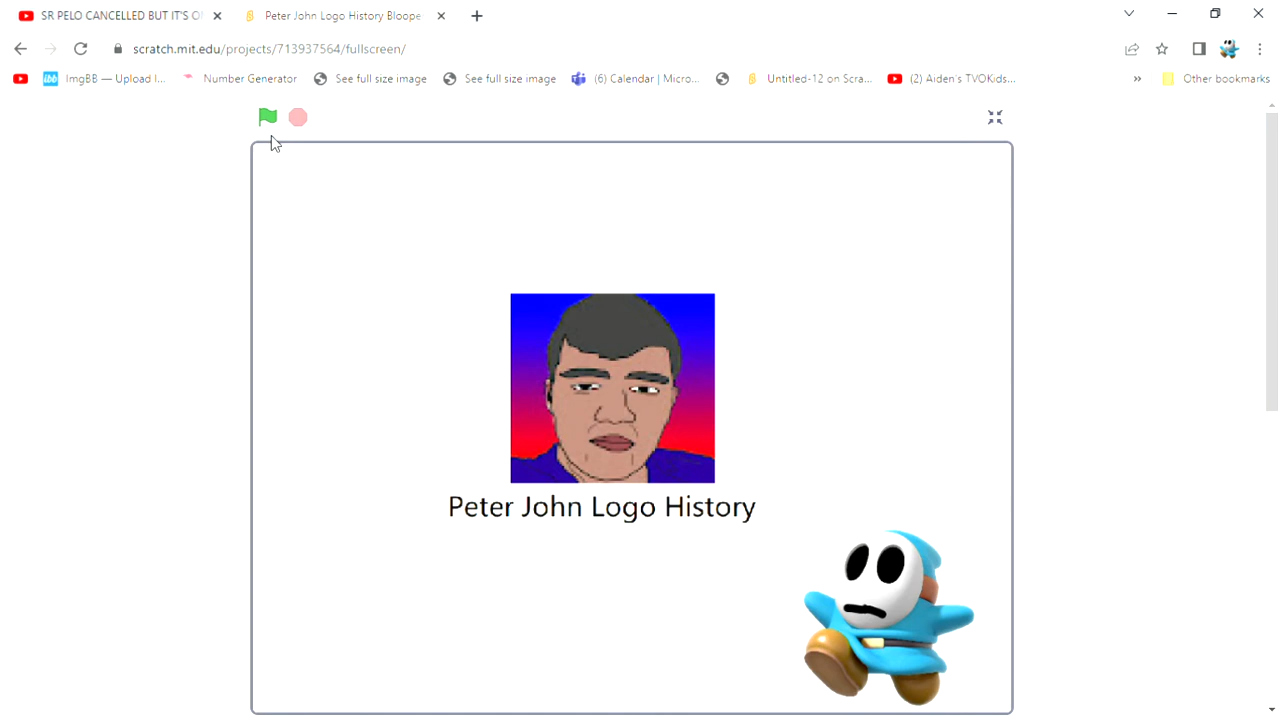 SR PELO CANCELLED BUT IT'S O
Peter John Logo History Bloope
scratch.mit.edu/projects/713937564/fullscreen/
ibb ImgBB — Upload I... Number Generator See full size image See full size image (6) Calendar | Micro... Untitled-12 on Scra... (2) Aiden's TVOKids... » Other bookmarks
Peter John Logo History